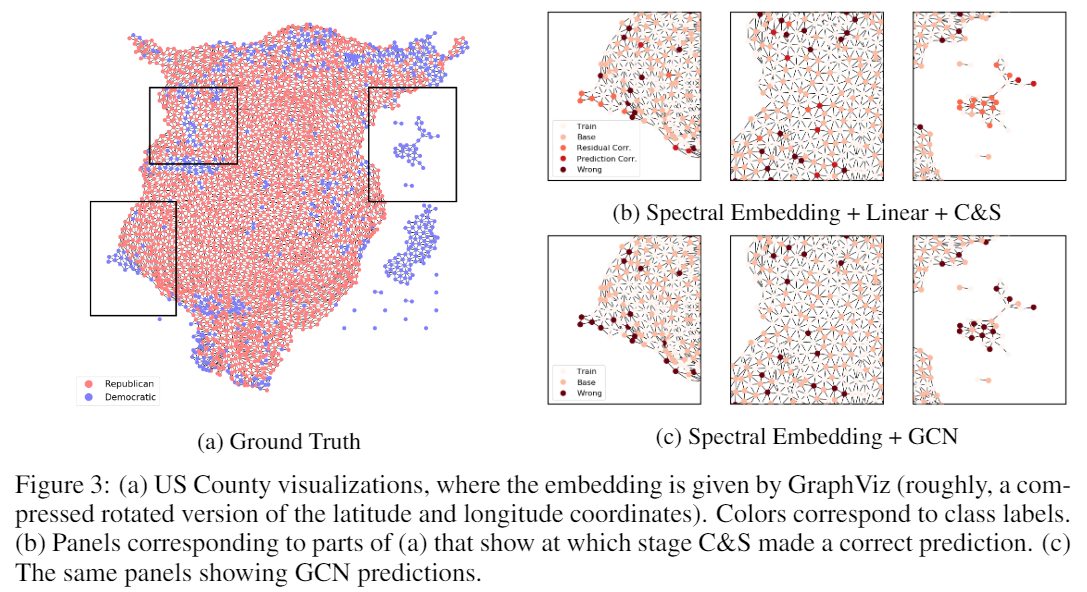 Republican
Democratic
(a) Ground Truth
Train
Base
Residual Corr.
Prediction Corr.
Wrong
(b) Spectral Embedding + Linear + C&S
Train
Base
Wrong
(c) Spectral Embedding + GCN
Figure 3: (a) US County visualizations, where the embedding is given by GraphViz (roughly, a com-
pressed rotated version of the latitude and longitude coordinates). Colors correspond to class labels.
(b) Panels corresponding to parts of (a) that show at which stage C&S made a correct prediction. (c)
The same panels showing GCN predictions.